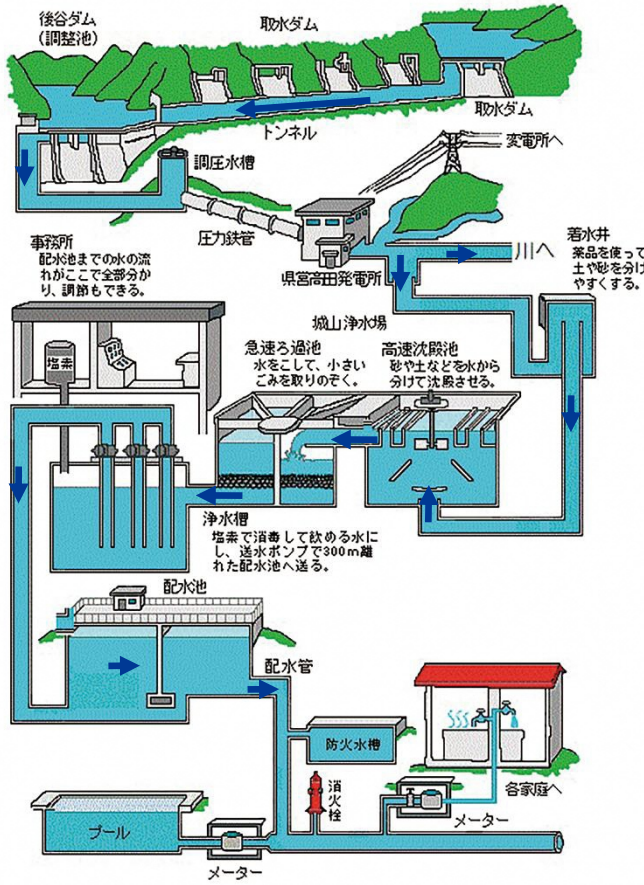 後谷ダム
（調整池）
取水ダム
取水ダム
トンネル
変電所へ
調圧水槽
圧力鉄管
県営高田発電所
川へ
着水井
薬品を使って
土や砂を分け
やすくする。
事務所
配水池までの水の流
れがここで全部分か
り、調節もできる。
城山浄水場
塩素
急速ろ過池
水をこして、小さい
ごみを取りのぞく。
高速沈殿池
砂や土などを水から
分けて沈殿させる。
浄水槽
塩素で消毒して飲める水に
し、送水ポンプで300m離
れた配水池へ送る。
配水池
配水管
防火水槽
消
火
栓
各家庭へ
メーター
プール
メーター